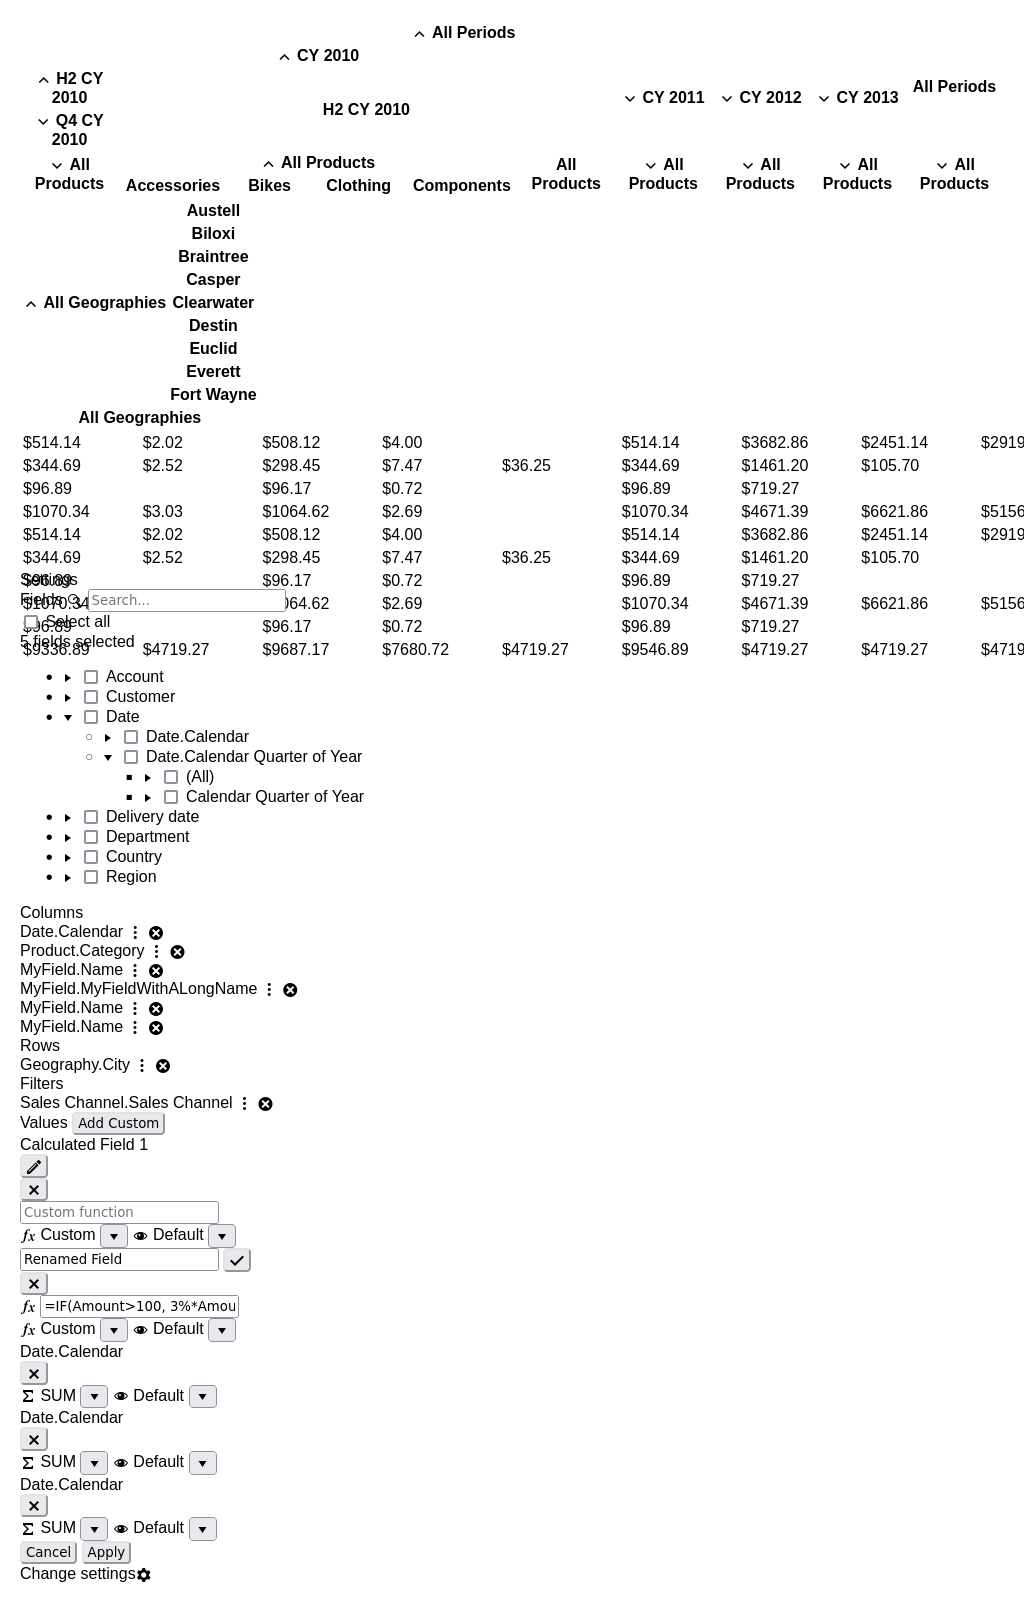 All Periods
CY 2010
H2 CY 2010
H2 CY 2010
CY 2011 CY 2012 CY 2013 All Periods
Q4 CY 2010
All Products
All Products
Accessories Bikes Clothing Components
All Products
All Products
All Products
All Products
All Products
Austell
Biloxi
Braintree
Casper
All Geographies Clearwater
Destin
Euclid
Everett
Fort Wayne
All Geographies
$514.14 $2.02 $508.12 $4.00 $514.14 $3682.86 $2451.14 $2919
$344.69 $2.52 $298.45 $7.47 $36.25 $344.69 $1461.20 $105.70
$96.89 $96.17 $0.72 $96.89 $719.27
$1070.34 $3.03 $1064.62 $2.69 $1070.34 $4671.39 $6621.86 $5156
$514.14 $2.02 $508.12 $4.00 $514.14 $3682.86 $2451.14 $2919
$344.69 $2.52 $298.45 $7.47 $36.25 $344.69 $1461.20 $105.70
Settings
$96.89 $96.17 $0.72 $96.89 $719.27
Fields Search...
$1070.34 064.62 $2.69 $1070.34 $4671.39 $6621.86 $5156
Select all
$96.89 $96.17 $0.72 $96.89 $719.27
5 fields selected
$9336.89 $4719.27 $9687.17 $7680.72 $4719.27 $9546.89 $4719.27 $4719.27 $4719
Account
Customer
Date
Date.Calendar
Date.Calendar Quarter of Year
(All)
Calendar Quarter of Year
Delivery date
Department
Country
Region
Columns
Date.Calendar
Product.Category
MyField.Name
MyField.MyFieldWithALongName
MyField.Name
MyField.Name
Rows
Geography.City
Filters
Sales Channel.Sales Channel
Values Add Custom
Calculated Field 1
Custom function
fx Custom Default
Renamed Field
fx =IF(Amount>100, 3%*Amou
fx Custom Default
Date.Calendar
Σ SUM Default
Date.Calendar
Σ SUM Default
Date.Calendar
Σ SUM Default
Cancel Apply
Change settings